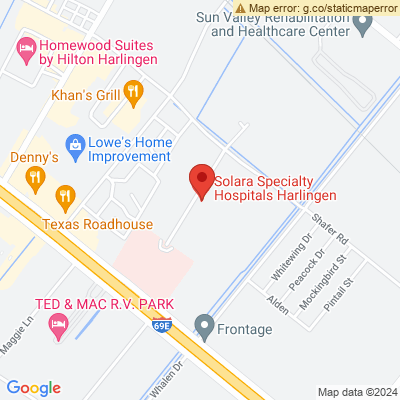 Map error: g.co/staticmaperror
Sun Valley Rehabilitation
and Healthcare Center
Homewood Suites
by Hilton Harlingen
Khan's Grill
Lowe's Home
Improvement
Denny's
Texas Roadhouse
Solara Specialty
Hospitals Harlingen
Shafer Rd
Whitewing Dr
Peacock Dr
Mockingbird St
Pintail St
Alden
TED & MAC R.V. PARK
69E
Frontage
Maggie Ln
Whalen Dr
Google
Map data ©2024